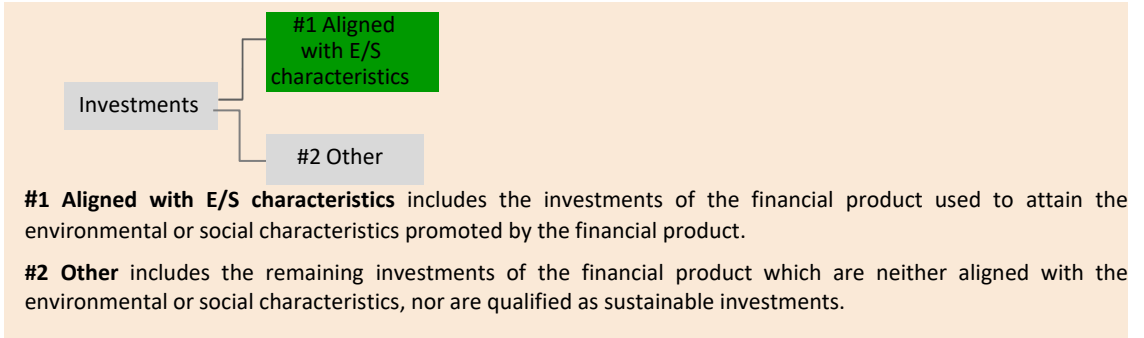 #1 Aligned
with E/S
characteristics
Investments
#2 Other
#1 Aligned with E/S characteristics includes the investments of the financial product used to attain the
environmental or social characteristics promoted by the financial product.
#2 Other includes the remaining investments of the financial product which are neither aligned with the
environmental or social characteristics, nor are qualified as sustainable investments.